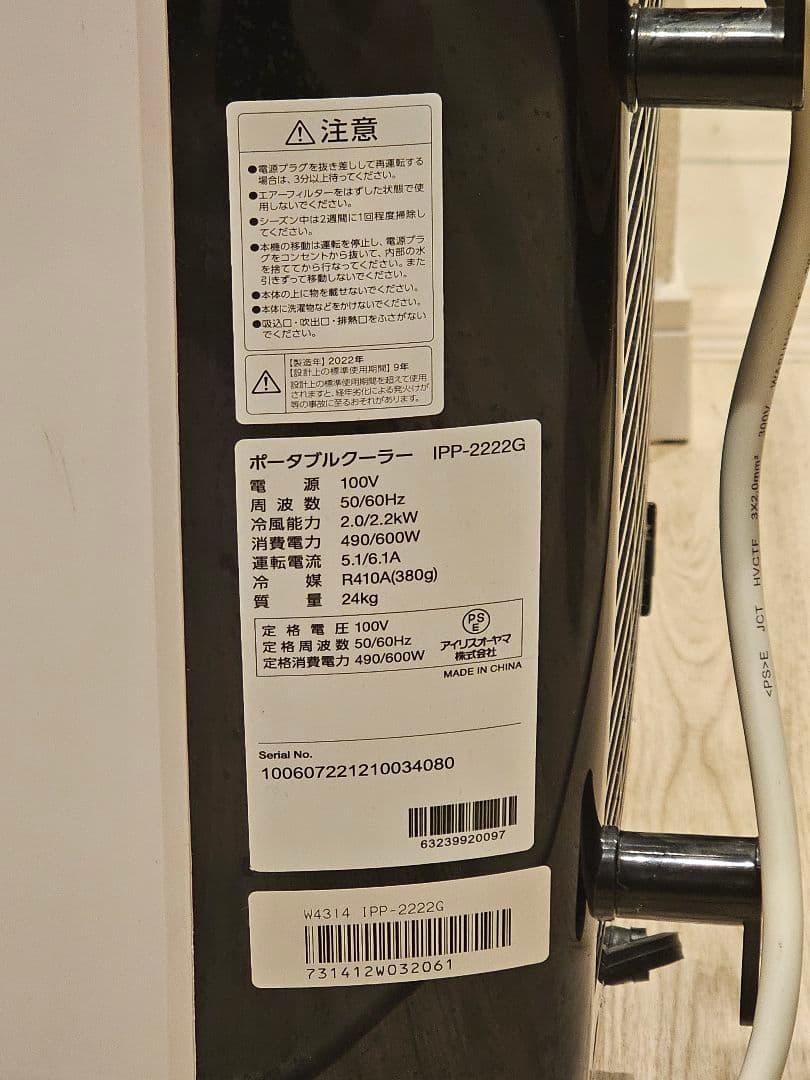 注意
●電源プラグを抜き差しして再運転する
場合は、3分以上待ってください。
●エアーフィルターをはずした状態で使
用しないでください。
●シーズン中は2週間に1回程度掃除し
てください。
●本機の移動は運転を停止し、電源プラ
グをコンセントから抜いて、内部の水
を捨ててから行なってください。また
引きずって移動しないでください。
●本体の上に物を載せないでください。
●本体に洗濯物などをかけないでください。
●吸込口・吹出口・排熱口をふさがない
でください。
【製造年】2022年
【設計上の標準使用期間】9年
設計上の標準使用期間を超えて使用
されますと、経年劣化による発火けが
等の事故に至るおそれがあります。
ポータブルクーラー IPP-2222G
電源 100V
周波数 50/60Hz
冷風能力 2.0/2.2kW
消費電力 490/600W
運転電流 5.1/6.1A
冷媒 R410A(380g)
質量 24kg
定格電圧 100V
定格周波数 50/60Hz
定格消費電力 490/600W
PS
E
アイリスオーヤマ
株式会社
MADE IN CHINA
Serial No.
100607221210034080
63239920097
W4314 IPP-2222G
731412W032061
<PS>E JCT HVCTF 3X2.0mm² 300V